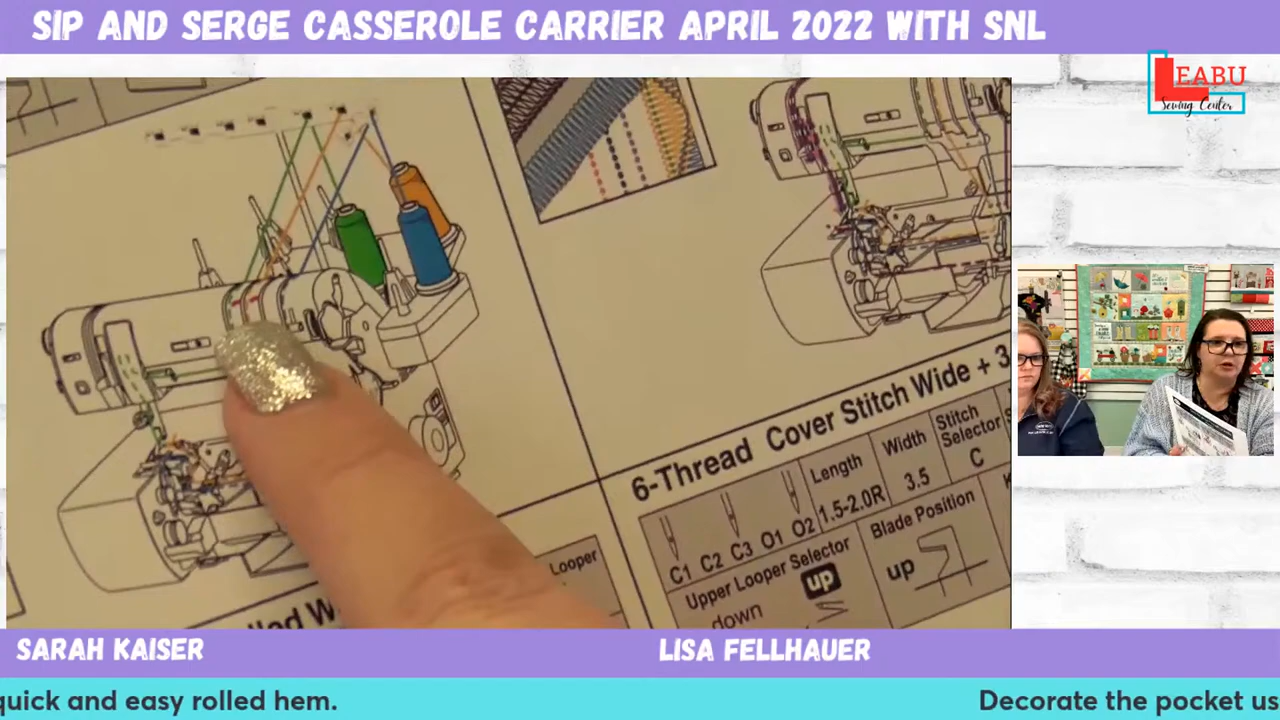 SIP AND SERGE CASSEROLE CARRIER APRIL 2022 WITH SNL
LEABU
Sewing Center
6-Thread Cover Stitch Wide + 3
C1 C2 C3 O1 O2
Length
1.5-2.0R
Width
3.5
Stitch
Selector
C
Upper Looper Selector
down
up
Blade Position
up
Looper
SARAH KAISER
LISA FELLHAUER
quick and easy rolled hem.
Decorate the pocket us